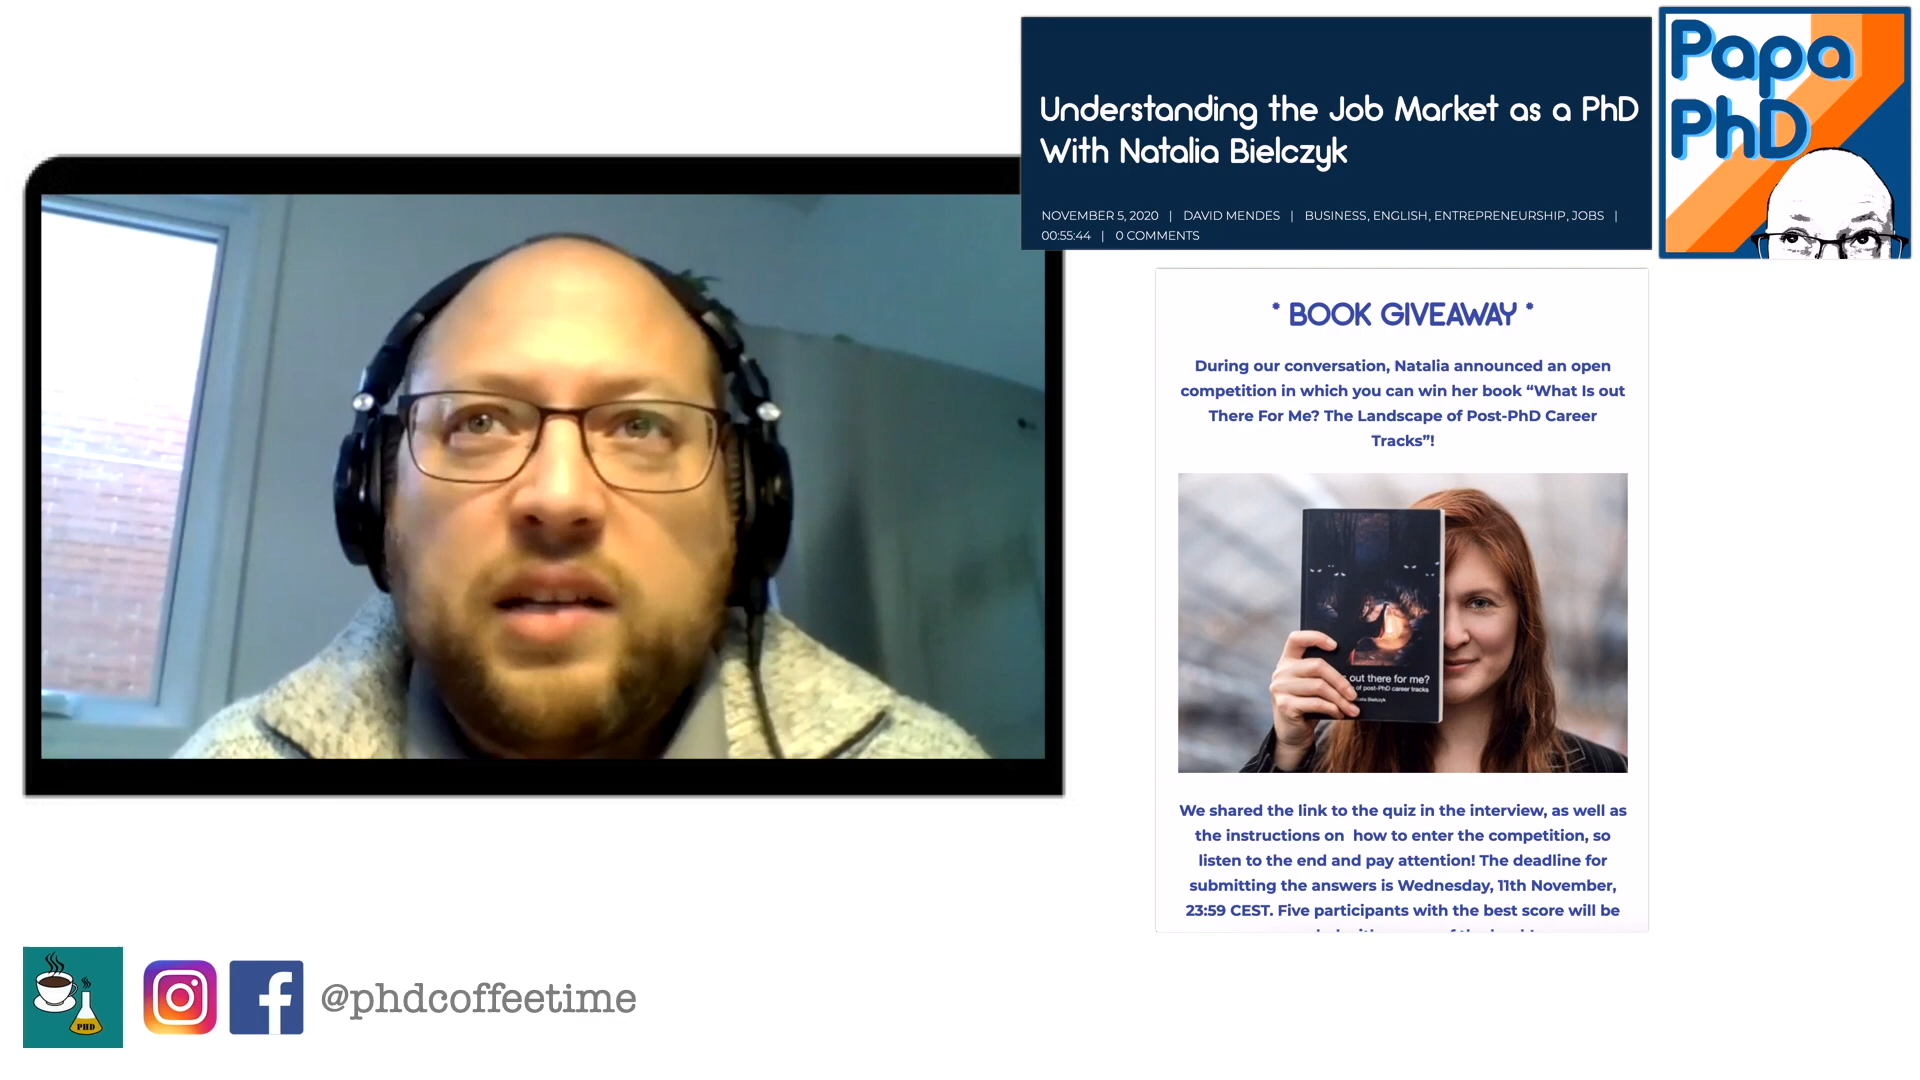 Understanding the Job Market as a PhD
With Natalia Bielczyk
NOVEMBER 5, 2020 | DAVID MENDES | BUSINESS, ENGLISH, ENTREPRENEURSHIP, JOBS |
00:55:44 | 0 COMMENTS
Papa
PhD
* BOOK GIVEAWAY *
During our conversation, Natalia announced an open
competition in which you can win her book “What Is out
There For Me? The Landscape of Post-PhD Career
Tracks”!
out there for me?
of post-PhD career tracks
Bielczyk
We shared the link to the quiz in the interview, as well as
the instructions on  how to enter the competition, so
listen to the end and pay attention! The deadline for
submitting the answers is Wednesday, 11th November,
23:59 CEST. Five participants with the best score will be
PHD
@phdcoffeetime